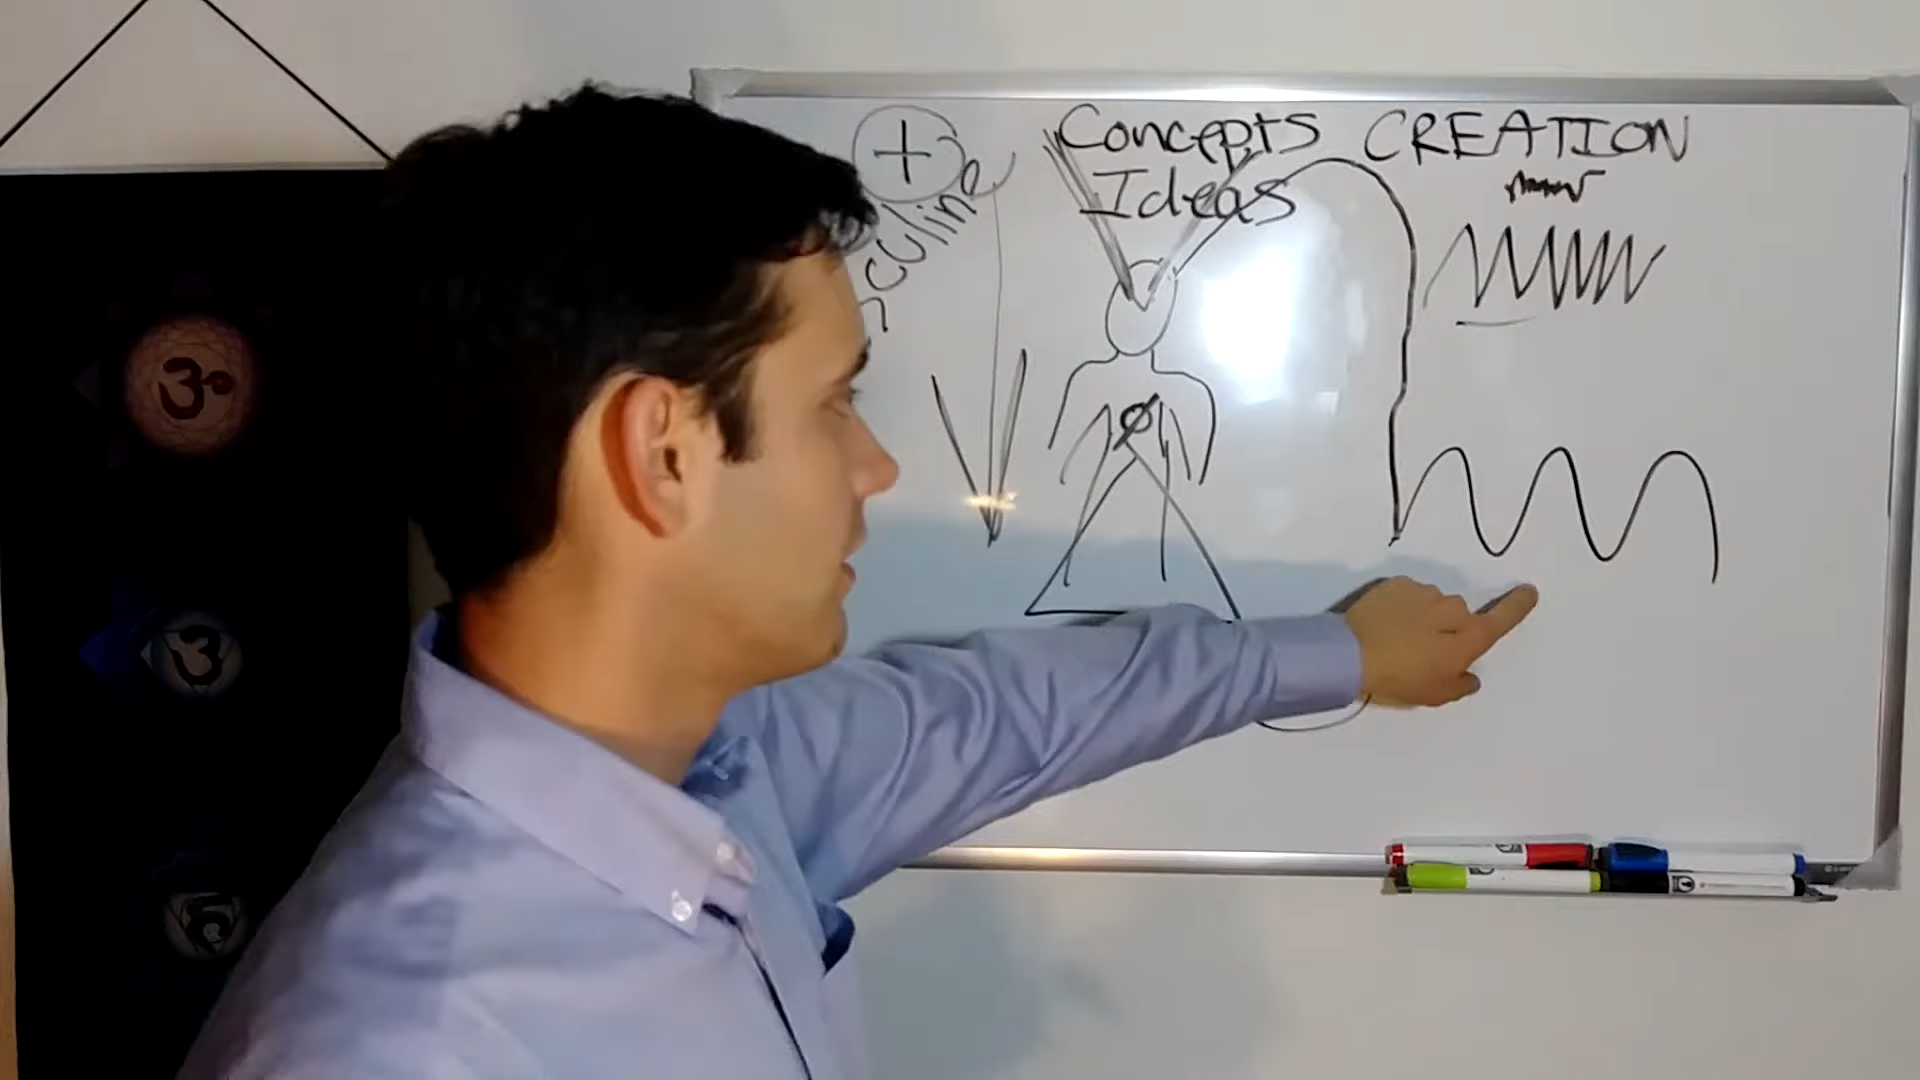 +
Concepts CREATION
Ideas
ॐ